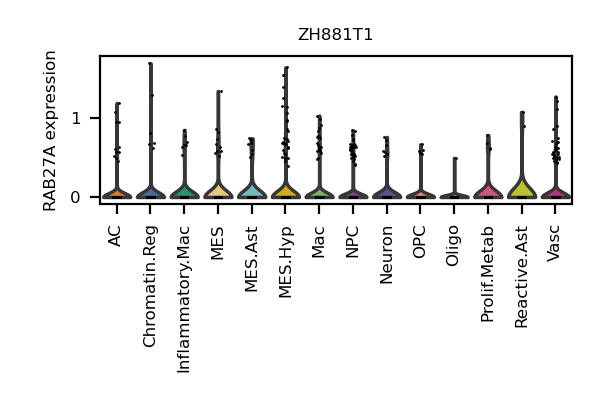 ZH881T1
RAB27A expression
1
0
AC
Chromatin.Reg
Inflammatory.Mac
MES
MES.Ast
MES.Hyp
Mac
NPC
Neuron
OPC
Oligo
Prolif.Metab
Reactive.Ast
Vasc